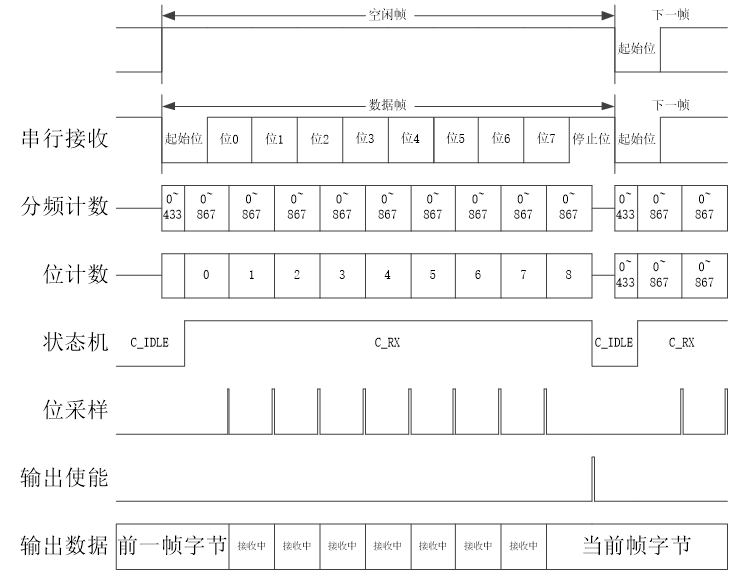 空闲帧 下一帧
起始位
数据帧 下一帧
串行接收 起始位 位0 位1 位2 位3 位4 位5 位6 位7 停止位 起始位
分频计数 0~433 0~867 0~867 0~867 0~867 0~867 0~867 0~867 0~867 0~867 0~433 0~867 0~867
位计数 0 1 2 3 4 5 6 7 8 0~433 0~867 0~867
状态机 C_IDLE C_RX C_IDLE C_RX
位采样
输出使能
输出数据 前一帧字节 接收中 接收中 接收中 接收中 接收中 接收中 接收中 当前帧字节